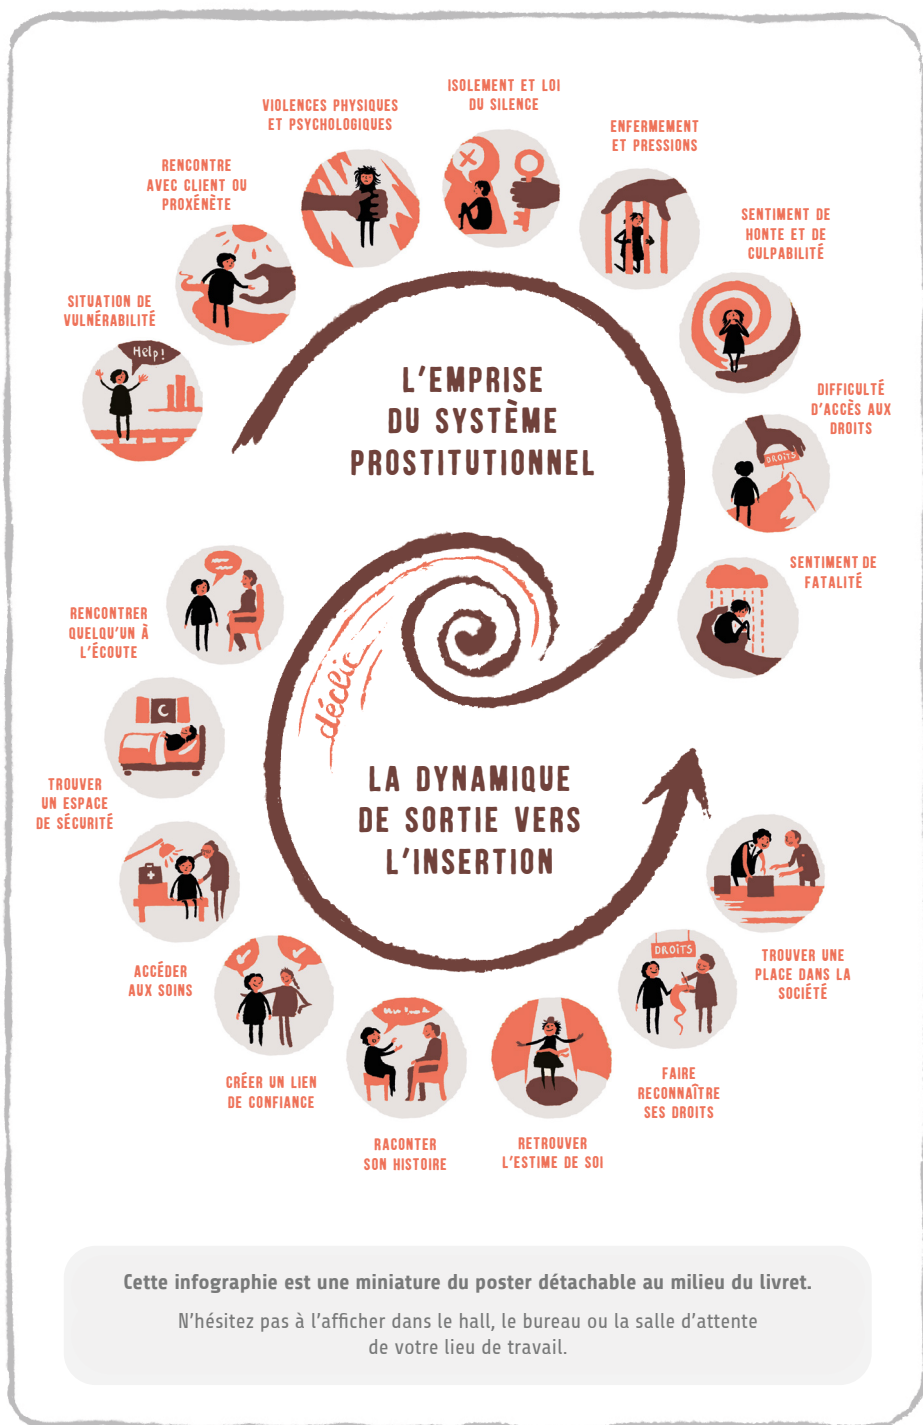 ISOLEMENT ET LOI
DU SILENCE
VIOLENCES PHYSIQUES
ET PSYCHOLOGIQUES
ENFERMEMENT
ET PRESSIONS
RENCONTRE
AVEC CLIENT OU
PROXÉNÈTE
SENTIMENT DE
HONTE ET DE
CULPABILITÉ
SITUATION DE
VULNÉRABILITÉ
Help!
DIFFICULTÉ
D'ACCÈS AUX
DROITS
DROITS
SENTIMENT DE
FATALITÉ
L'EMPRISE
DU SYSTÈME
PROSTITUTIONNEL
déclic
LA DYNAMIQUE
DE SORTIE VERS
L'INSERTION
RENCONTRER
QUELQU'UN À
L'ÉCOUTE
TROUVER
UN ESPACE
DE SÉCURITÉ
ACCÉDER
AUX SOINS
CRÉER UN LIEN
DE CONFIANCE
RACONTER
SON HISTOIRE
RETROUVER
L'ESTIME DE SOI
DROITS
FAIRE
RECONNAÎTRE
SES DROITS
TROUVER UNE
PLACE DANS LA
SOCIÉTÉ
Cette infographie est une miniature du poster détachable au milieu du livret.
N'hésitez pas à l'afficher dans le hall, le bureau ou la salle d'attente
de votre lieu de travail.